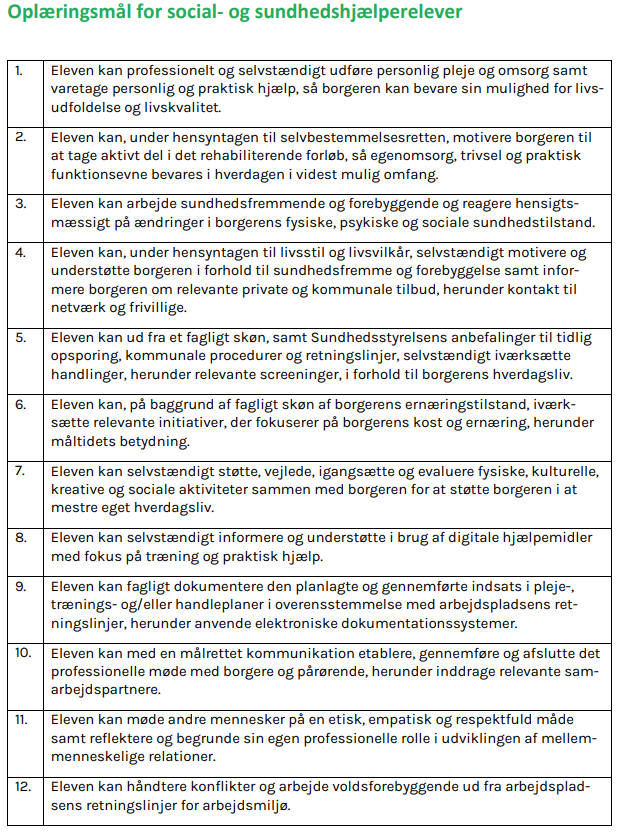 Oplæringsmål for social- og sundhedshjælperelever
1. Eleven kan professionelt og selvstændigt udføre personlig pleje og omsorg samt
varetage personlig og praktisk hjælp, så borgeren kan bevare sin mulighed for livs-
udfoldelse og livskvalitet.
2. Eleven kan, under hensyntagen til selvbestemmelsesretten, motivere borgeren til
at tage aktivt del i det rehabiliterende forløb, så egenomsorg, trivsel og praktisk
funktionsevne bevares i hverdagen i videst mulig omfang.
3. Eleven kan arbejde sundhedsfremmende og forebyggende og reagere hensigts-
mæssigt på ændringer i borgerens fysiske, psykiske og sociale sundhedstilstand.
4. Eleven kan, under hensyntagen til livsstil og livsvilkår, selvstændigt motivere og
understøtte borgeren i forhold til sundhedsfremme og forebyggelse samt infor-
mere borgeren om relevante private og kommunale tilbud, herunder kontakt til
netværk og frivillige.
5. Eleven kan ud fra et fagligt skøn, samt Sundhedsstyrelsens anbefalinger til tidlig
opsporing, kommunale procedurer og retningslinjer, selvstændigt iværksætte
handlinger, herunder relevante screeninger, i forhold til borgerens hverdagsliv.
6. Eleven kan, på baggrund af fagligt skøn af borgerens ernæringstilstand, iværk-
sætte relevante initiativer, der fokuserer på borgerens kost og ernæring, herunder
måltidets betydning.
7. Eleven kan selvstændigt støtte, vejlede, igangsætte og evaluere fysiske, kulturelle,
kreative og sociale aktiviteter sammen med borgeren for at støtte borgeren i at
mestre eget hverdagsliv.
8. Eleven kan selvstændigt informere og understøtte i brug af digitale hjælpemidler
med fokus på træning og praktisk hjælp.
9. Eleven kan fagligt dokumentere den planlagte og gennemførte indsats i pleje-,
trænings- og/eller handleplaner i overensstemmelse med arbejdspladsens ret-
ningslinjer, herunder anvende elektroniske dokumentationssystemer.
10. Eleven kan med en målrettet kommunikation etablere, gennemføre og afslutte det
professionelle møde med borgere og pårørende, herunder inddrage relevante sam-
arbejdspartnere.
11. Eleven kan møde andre mennesker på en etisk, empatisk og respektfuld måde
samt reflektere og begrunde sin egen professionelle rolle i udviklingen af mellem-
menneskelige relationer.
12. Eleven kan håndtere konflikter og arbejde voldsforebyggende ud fra arbejdsplad-
sens retningslinjer for arbejdsmiljø.